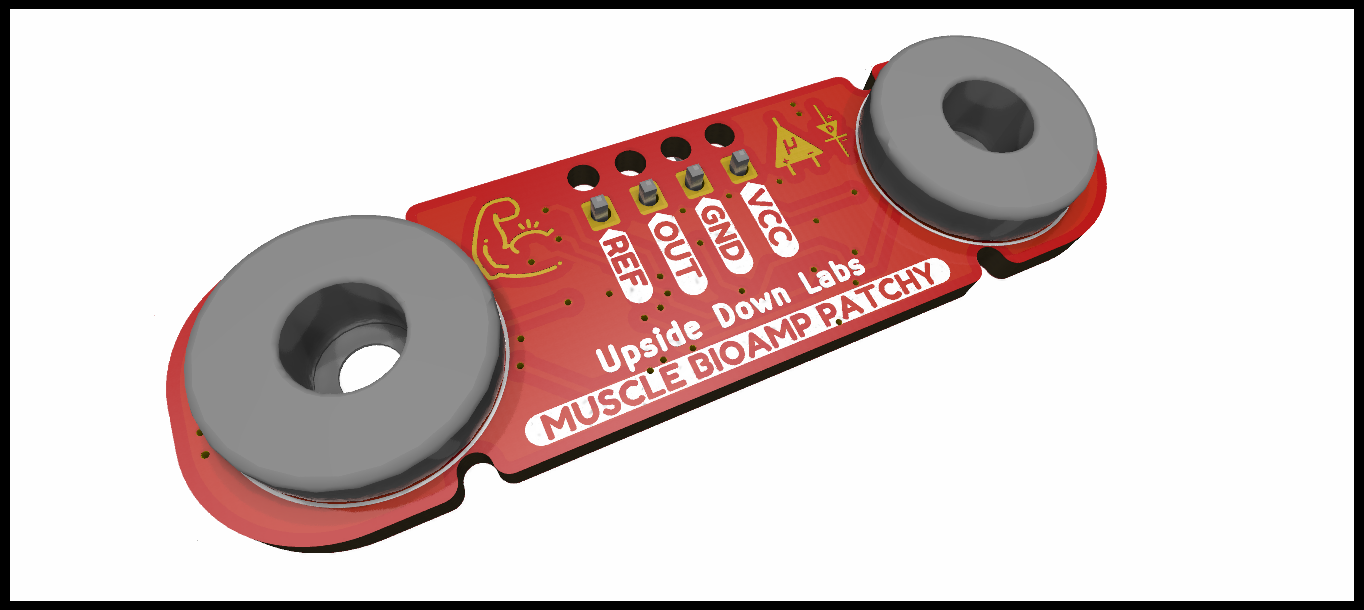 REF
OUT
GND
VCC
μ
Upside Down Labs
MUSCLE BIOAMP PATCHY